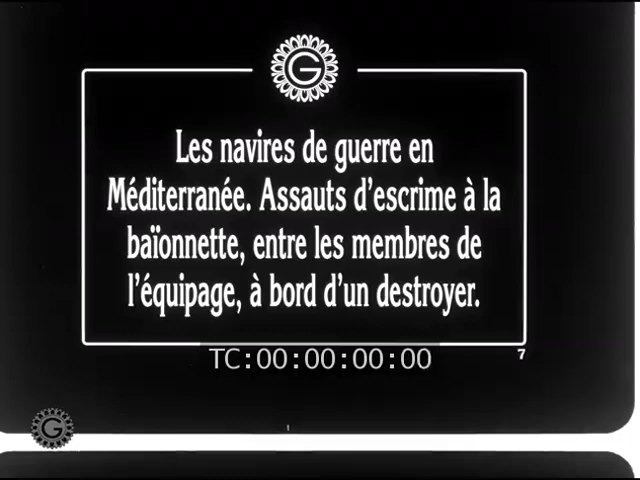 G
Les navires de guerre en
Méditerranée. Assauts d'escrime à la
baïonnette, entre les membres de
l'équipage, à bord d'un destroyer.
TC:00:00:00:00
7
G
1